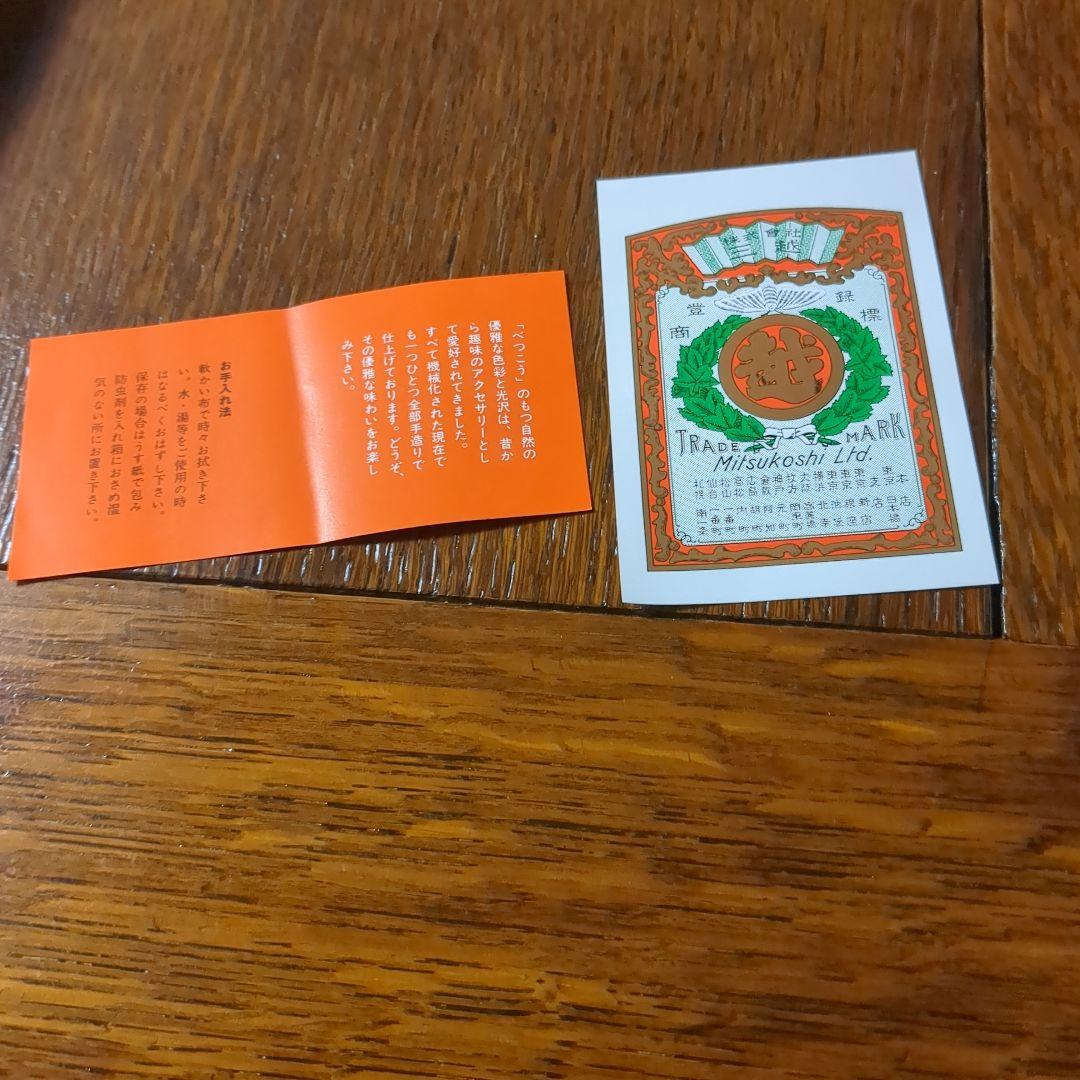 「べつこう」のもつ自然の
優雅な色彩と光沢は、昔か
ら趣味のアクセサリーとし
て愛好されてきました。
すべて機械化された現在で
も一つひとつ全部手造りで
仕上げております。どうぞ、
その優雅な味わいをお楽し
み下さい。
お手入れ法
軟かい布で時々お拭き下さ
い。水・湯等をご使用の時
はなるべくおはずし下さい。
保存の場合はうす紙で包み
防虫剤を入れ箱におさめ湿
気のない所にお置き下さい。
株式會社
三越
登録
商標
越
TRADE MARK
Mitsukoshi Ltd.